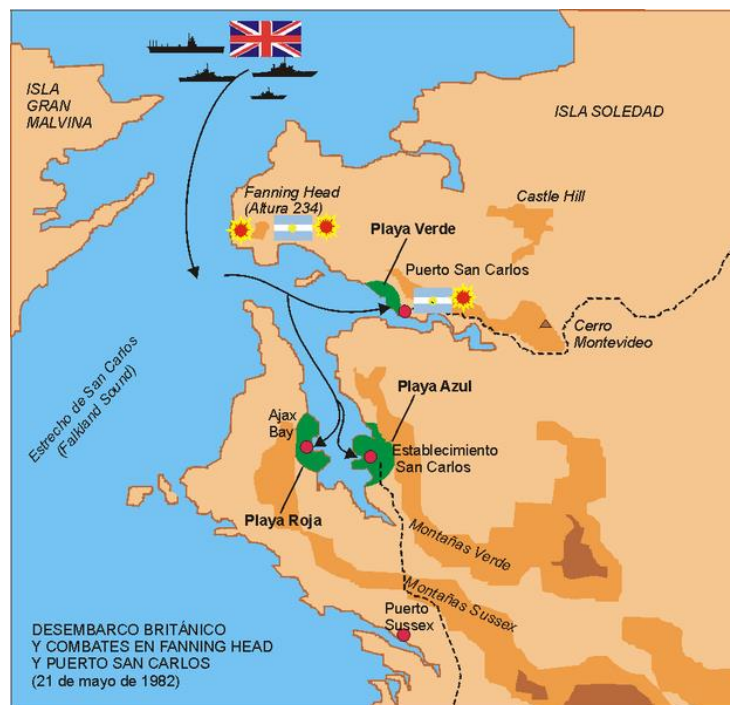 ISLA
GRAN
MALVINA
ISLA SOLEDAD
Fanning Head
(Altura 234)
Castle Hill
Playa Verde
Puerto San Carlos
Cerro
Montevideo
Estrecho de San Carlos
(Falkland Sound)
Playa Azul
Ajax
Bay
Establecimiento
San Carlos
Playa Roja
Montañas Verde
Montañas Sussex
Puerto
Sussex
DESEMBARCO BRITÁNICO
Y COMBATES EN FANNING HEAD
Y PUERTO SAN CARLOS
(21 de mayo de 1982)